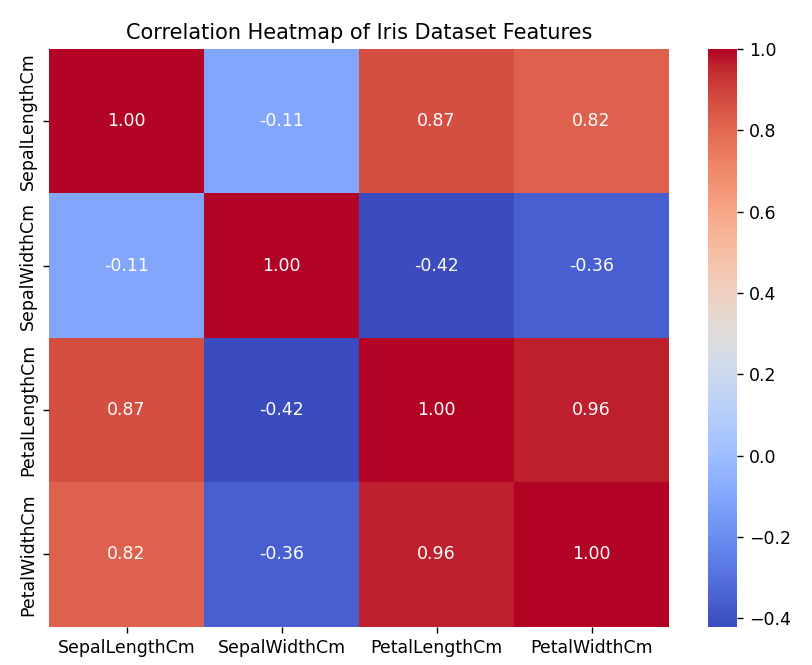 Correlation Heatmap of Iris Dataset Features
SepalLengthCm
1.00 -0.11 0.87 0.82
SepalWidthCm
-0.11 1.00 -0.42 -0.36
PetalLengthCm
0.87 -0.42 1.00 0.96
PetalWidthCm
0.82 -0.36 0.96 1.00
SepalLengthCm SepalWidthCm PetalLengthCm PetalWidthCm
1.0
0.8
0.6
0.4
0.2
0.0
−0.2
−0.4